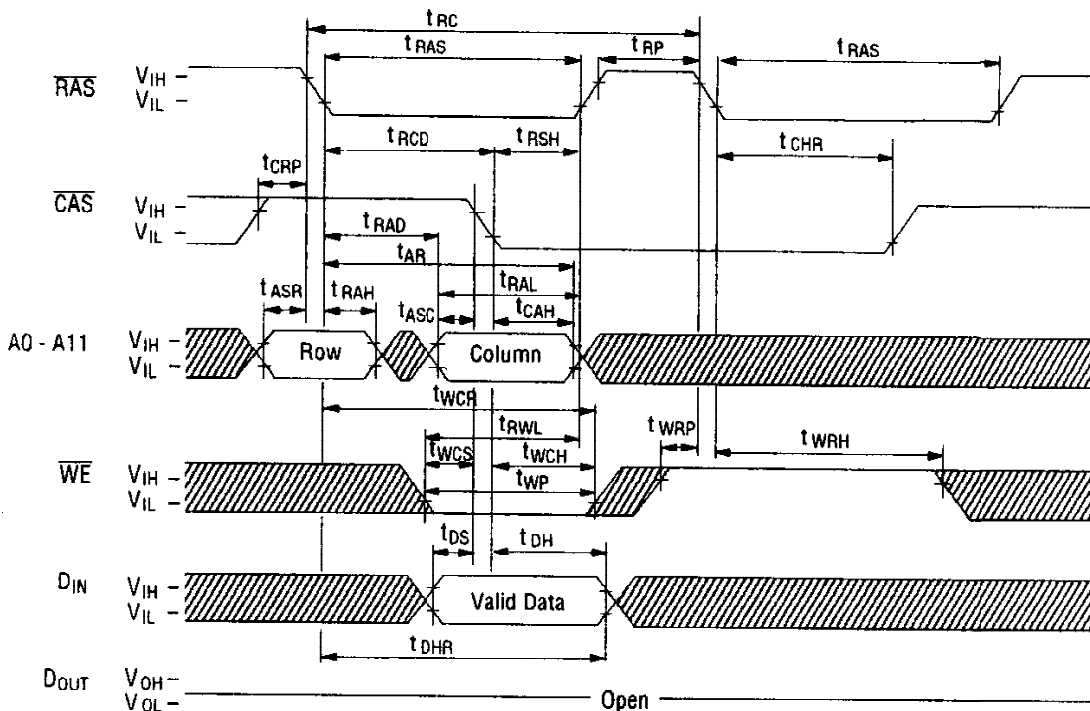 tRC
tRAS
tRP
tRAS
RAS
VIH
VIL
tRCD
tRSH
tCHR
tCRP
CAS
VIH
VIL
tRAD
tAR
tRAL
tASR
tRAH
tASC
tCAH
A0 - A11
VIH
VIL
Row
Column
tWCR
tRWL
tWRP
tWRH
tWCS
tWCH
WE
VIH
VIL
tWP
tDS
tDH
DIN
VIH
VIL
Valid Data
tDHR
DOUT
VOH
VOL
Open